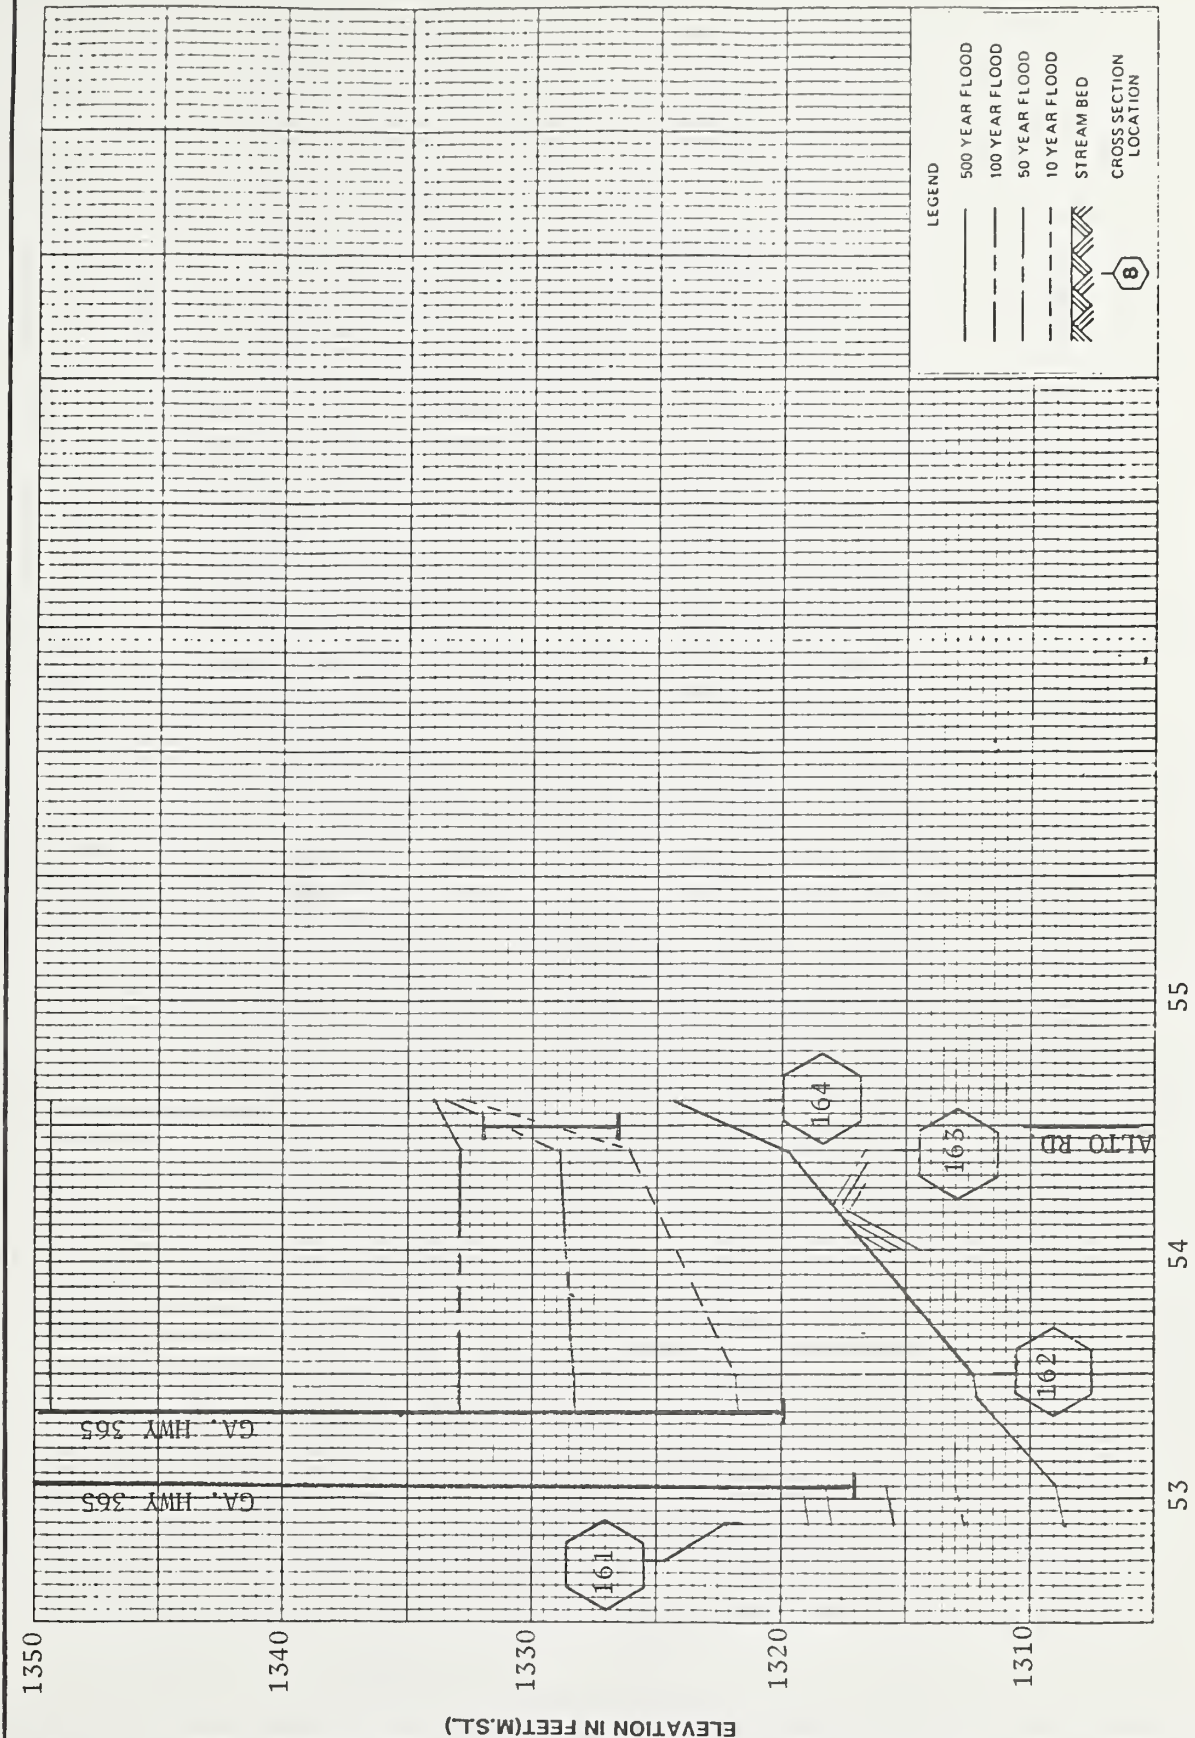 LEGEND
500 YEAR FLOOD
100 YEAR FLOOD
50 YEAR FLOOD
10 YEAR FLOOD
STREAM BED
8
CROSS SECTION
LOCATION
ELEVATION IN FEET (M.S.L.)
1350
1340
1330
1320
1310
GA. HWY 365
GA. HWY 365
161
162
163
164
ALTO RD.
53
54
55